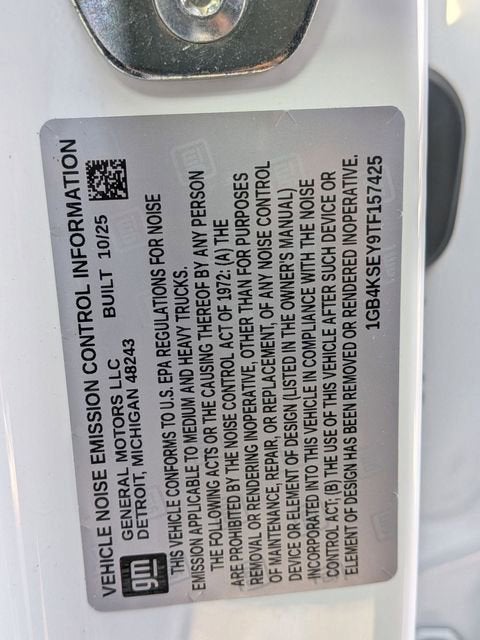 VEHICLE NOISE EMISSION CONTROL INFORMATION
gm
GENERAL MOTORS LLC BUILT 10/25
DETROIT, MICHIGAN 48243
THIS VEHICLE CONFORMS TO U.S. EPA REGULATIONS FOR NOISE
EMISSION APPLICABLE TO MEDIUM AND HEAVY TRUCKS.
THE FOLLOWING ACTS OR THE CAUSING THEREOF BY ANY PERSON
ARE PROHIBITED BY THE NOISE CONTROL ACT OF 1972: (A) THE
REMOVAL OR RENDERING INOPERATIVE, OTHER THAN FOR PURPOSES
OF MAINTENANCE, REPAIR, OR REPLACEMENT, OF ANY NOISE CONTROL
DEVICE OR ELEMENT OF DESIGN (LISTED IN THE OWNER'S MANUAL)
INCORPORATED INTO THIS VEHICLE IN COMPLIANCE WITH THE NOISE
CONTROL ACT; (B) THE USE OF THIS VEHICLE AFTER SUCH DEVICE OR
ELEMENT OF DESIGN HAS BEEN REMOVED OR RENDERED INOPERATIVE.
1GB4KSEY9TF157425